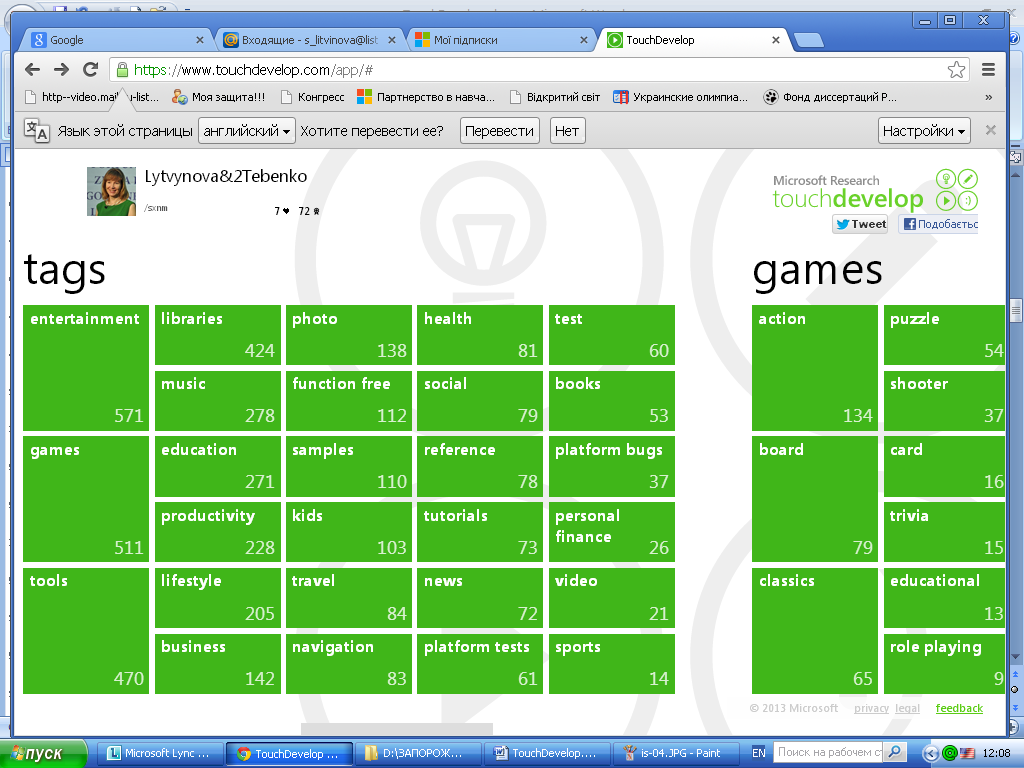 Google
Входящие - s_litvinova@list
Мої підписки
TouchDevelop
https://www.touchdevelop.com/app/#
http--video.mail
u-list...
Моя защита!!!
Конгресс
Партнерство в навча...
Відкритий світ
Украинские олимпиа...
Фонд диссертаций Р...
»
Язык этой страницы английский Хотите перевести ее? Перевести Нет Настройки
Lytvynova&2Tebenko
/sxnm
7 72
Microsoft Research
touchdevelop
Tweet
Подобаєтьс
tags
entertainment
571
games
511
tools
470
libraries
424
music
278
education
271
productivity
228
lifestyle
205
business
142
photo
138
function free
112
samples
110
kids
103
travel
84
navigation
83
health
81
social
79
reference
78
tutorials
73
news
72
platform tests
61
test
60
books
53
platform bugs
37
personal
finance
26
video
21
sports
14
games
action
134
board
79
classics
65
puzzle
54
shooter
37
card
16
trivia
15
educational
13
role playing
9
© 2013 Microsoft privacy legal feedback
пуск
Microsoft Lync ...
TouchDevelop ...
D:\ЗАПОРОЖ...
TouchDevelop....
is-04.JPG - Paint
EN
Поиск на рабочем ст
12:08